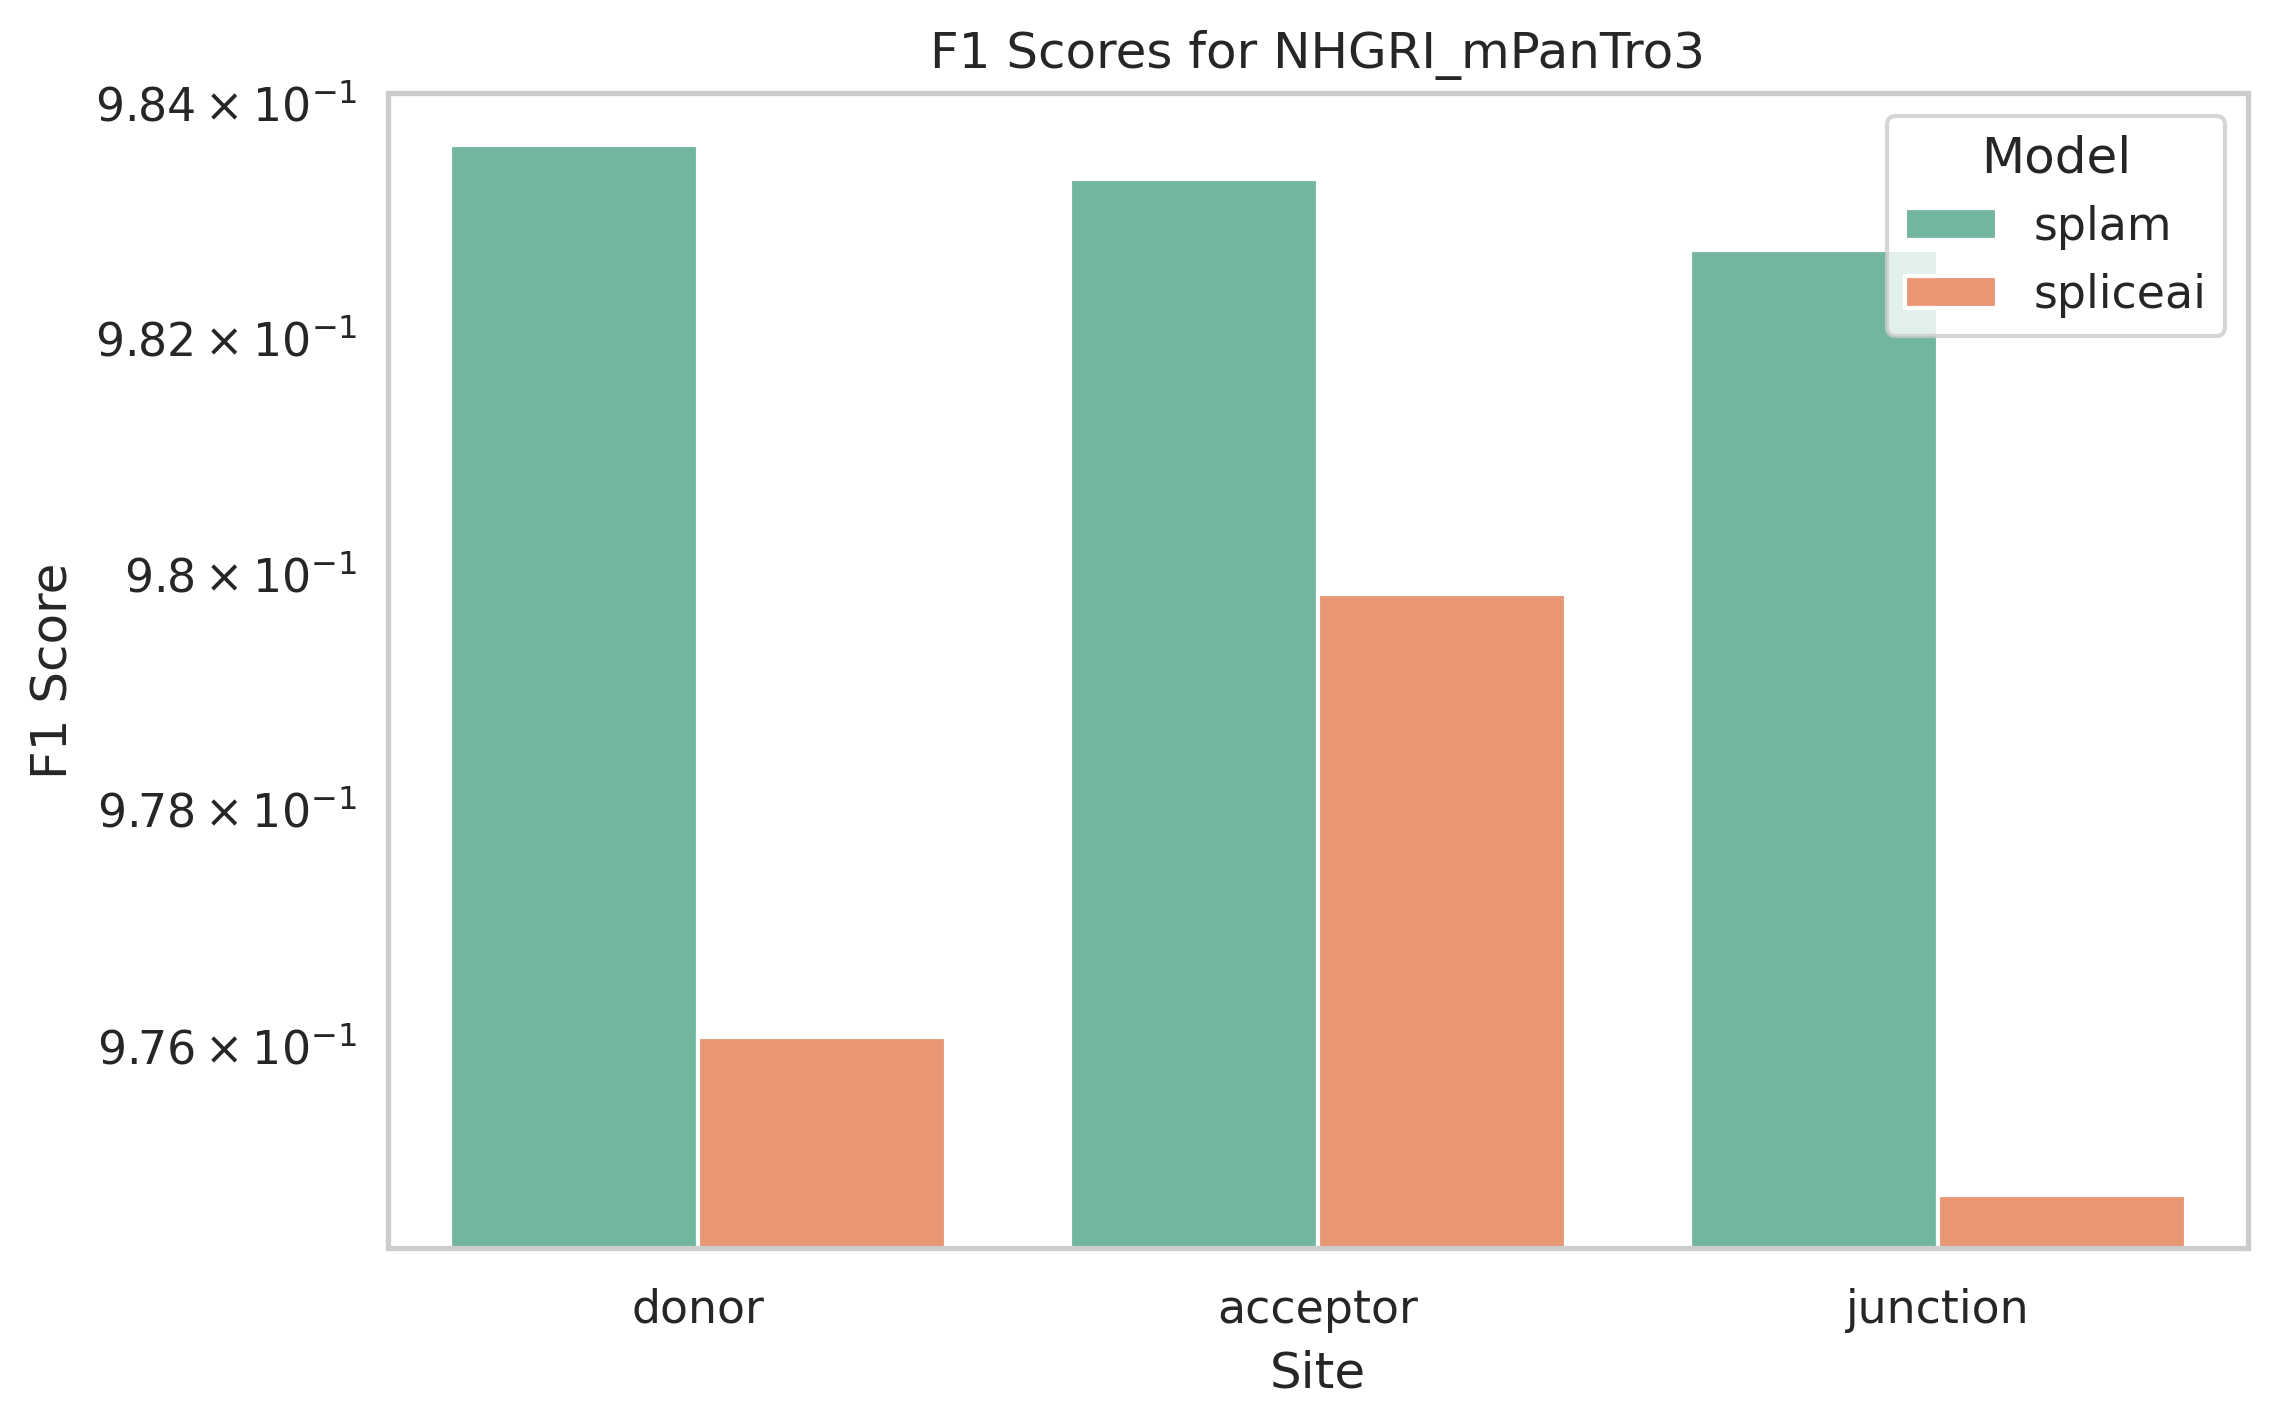 F1 Scores for NHGRI_mPanTro3
9.84 × 10⁻¹
9.82 × 10⁻¹
9.8 × 10⁻¹
9.78 × 10⁻¹
9.76 × 10⁻¹
F1 Score
Model
splam
spliceai
donor
acceptor
junction
Site